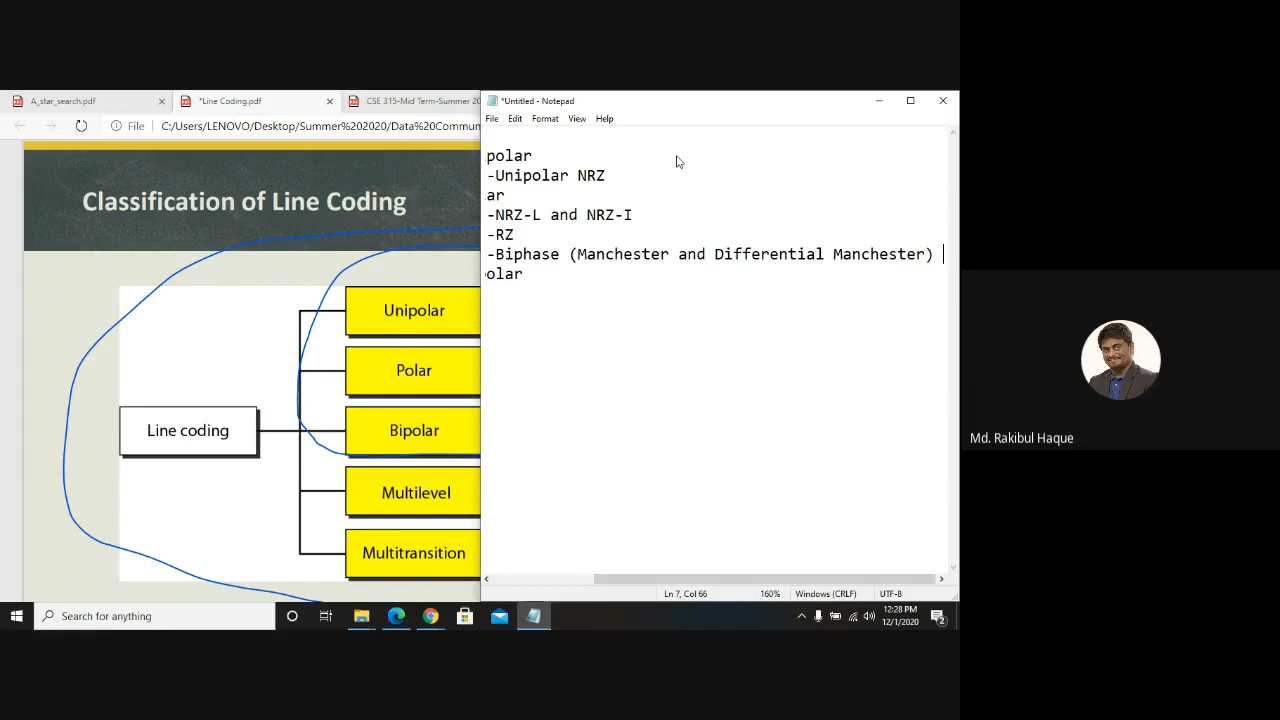 A_star_search.pdf
*Line Coding.pdf
CSE 315-Mid Term-Summer 20
*Untitled - Notepad
File
C:/Users/LENOVO/Desktop/Summer%202020/Data%20Commun
File Edit Format View Help
Classification of Line Coding
Line coding
Unipolar
Polar
Bipolar
Multilevel
Multitransition
polar
-Unipolar NRZ
ar
-NRZ-L and NRZ-I
-RZ
-Biphase (Manchester and Differential Manchester)
polar
Ln 7, Col 66
160%
Windows (CRLF)
UTF-8
Md. Rakibul Haque
Search for anything
12:28 PM
12/1/2020
2